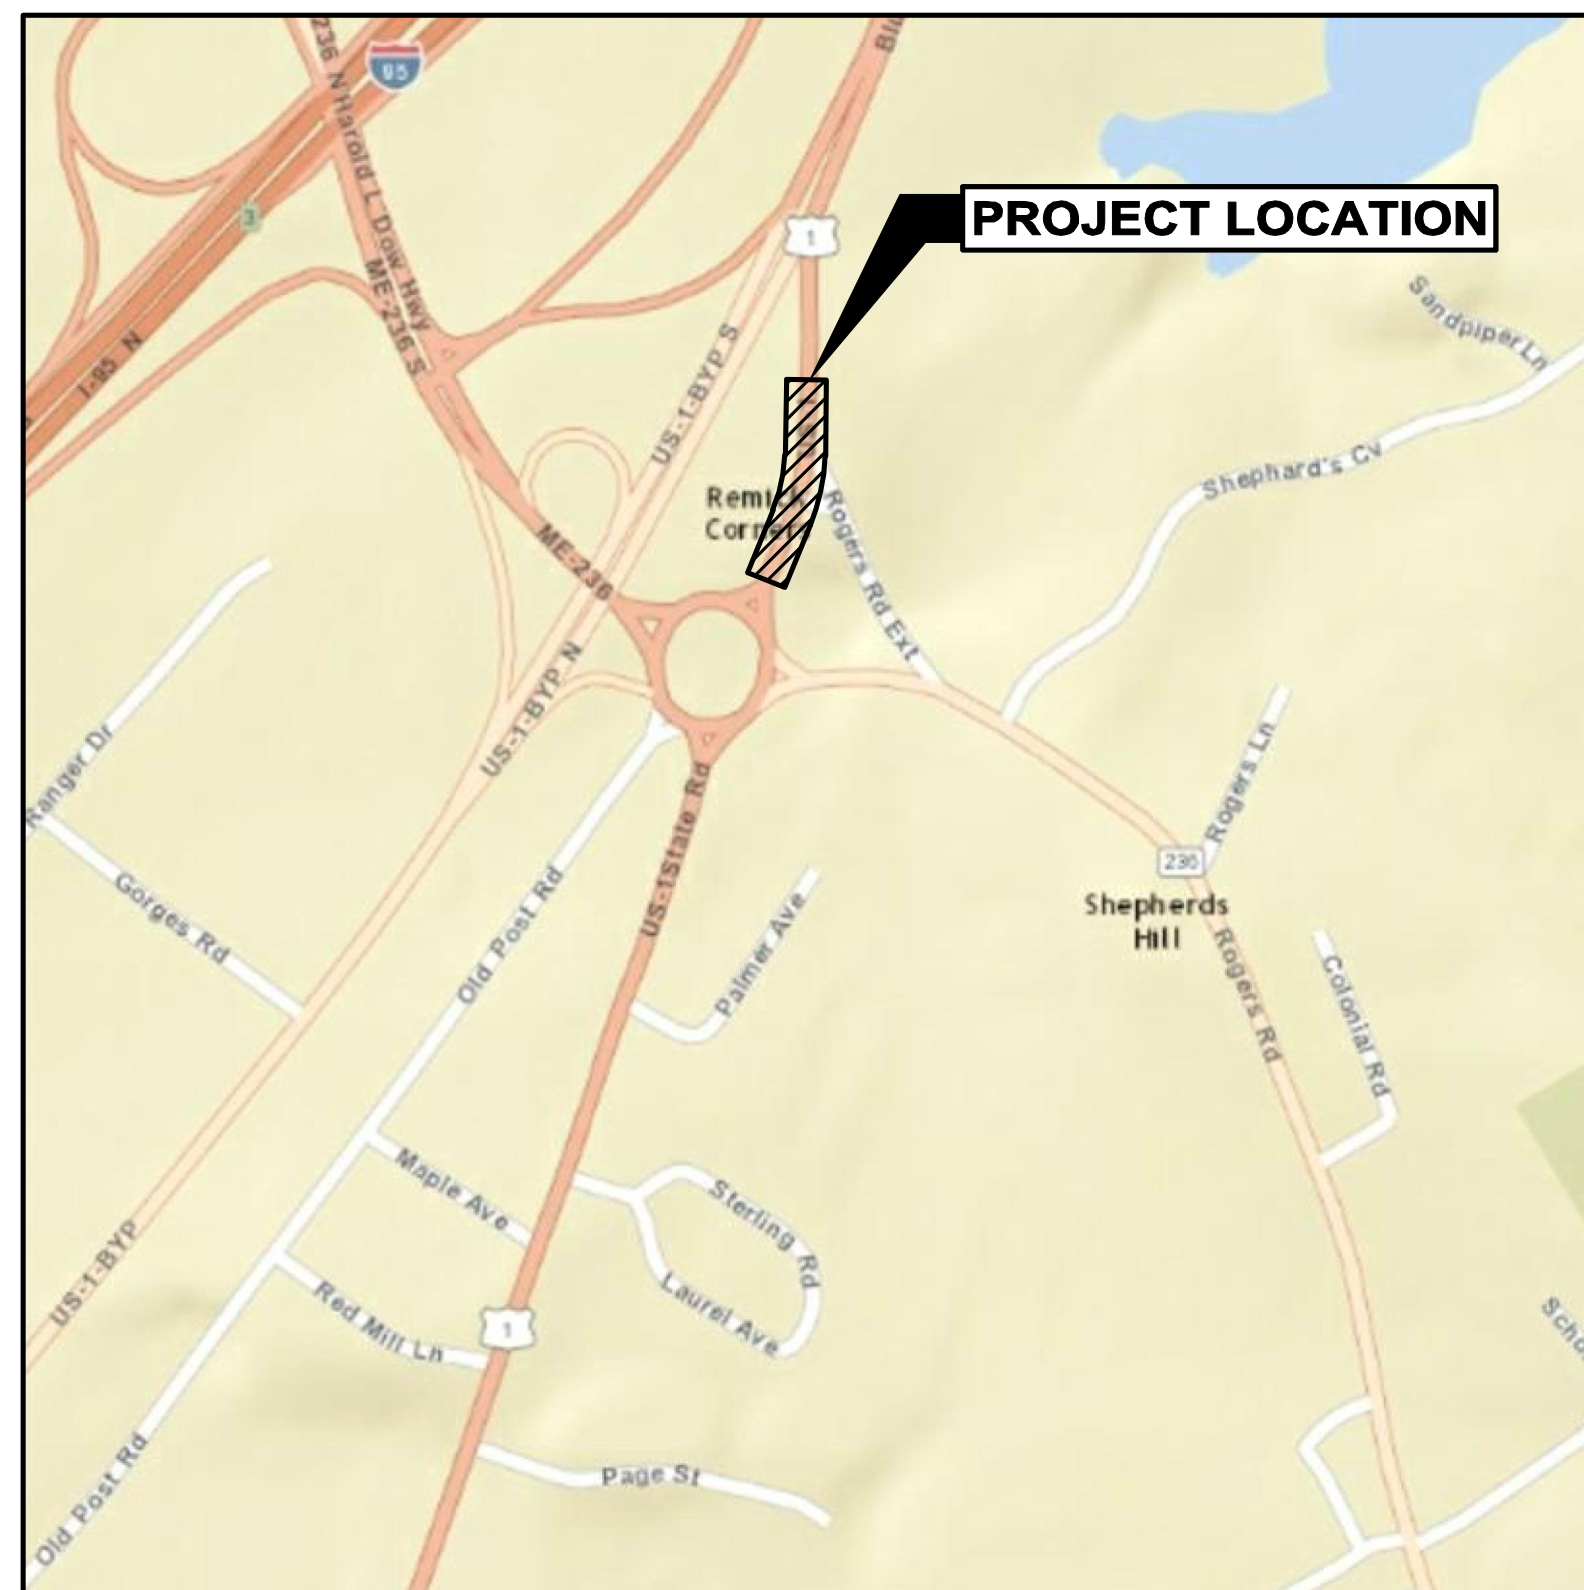 236 N Harold L Dow Hwy
95
3
I-95 N
ME-236 S
1
PROJECT LOCATION
Sandpiper Ln
US-1-BYP S
Shephard's Cv
Remick
Corner
Rogers Rd Ext
ME-236
US-1-BYP N
Ranger Dr
Rogers Ln
236
Gorges Rd
Old Post Rd
US-1 State Rd
Palmer Ave
Shepherds
Hill
Rogers Rd
Colonial Rd
Maple Ave
Sterling Rd
US-1-BYP
Red Mill Ln
1
Laurel Ave
Old Post Rd
Page St